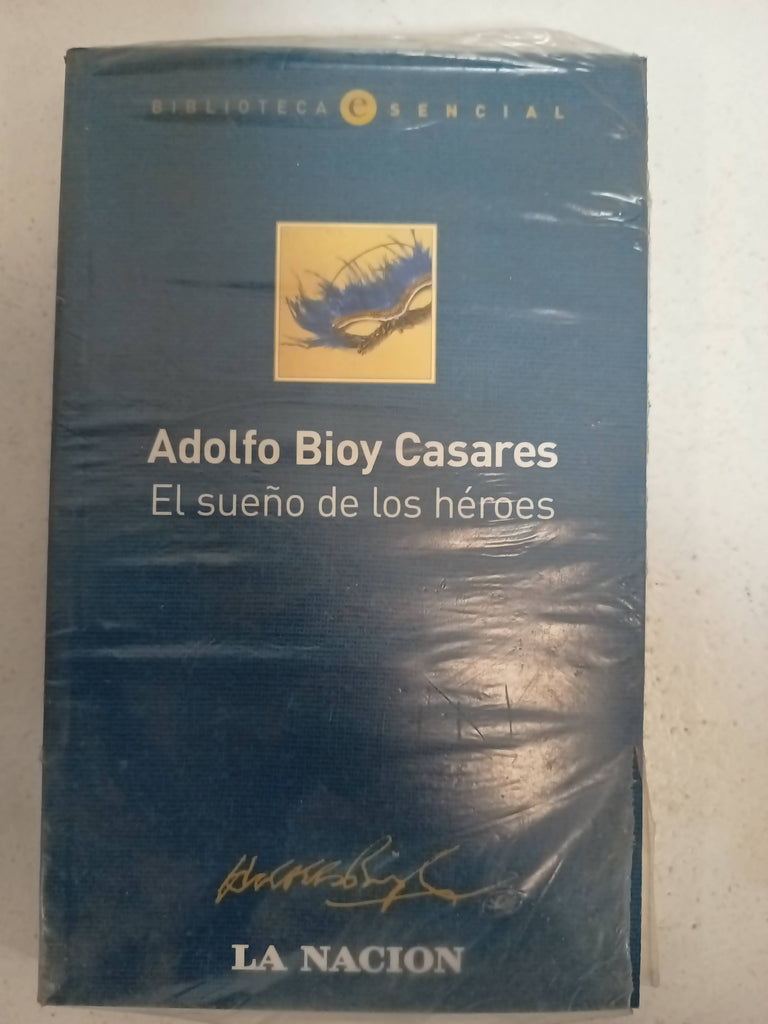 BIBLIOTECA eSENCIAL
Adolfo Bioy Casares
El sueño de los héroes
LA NACION